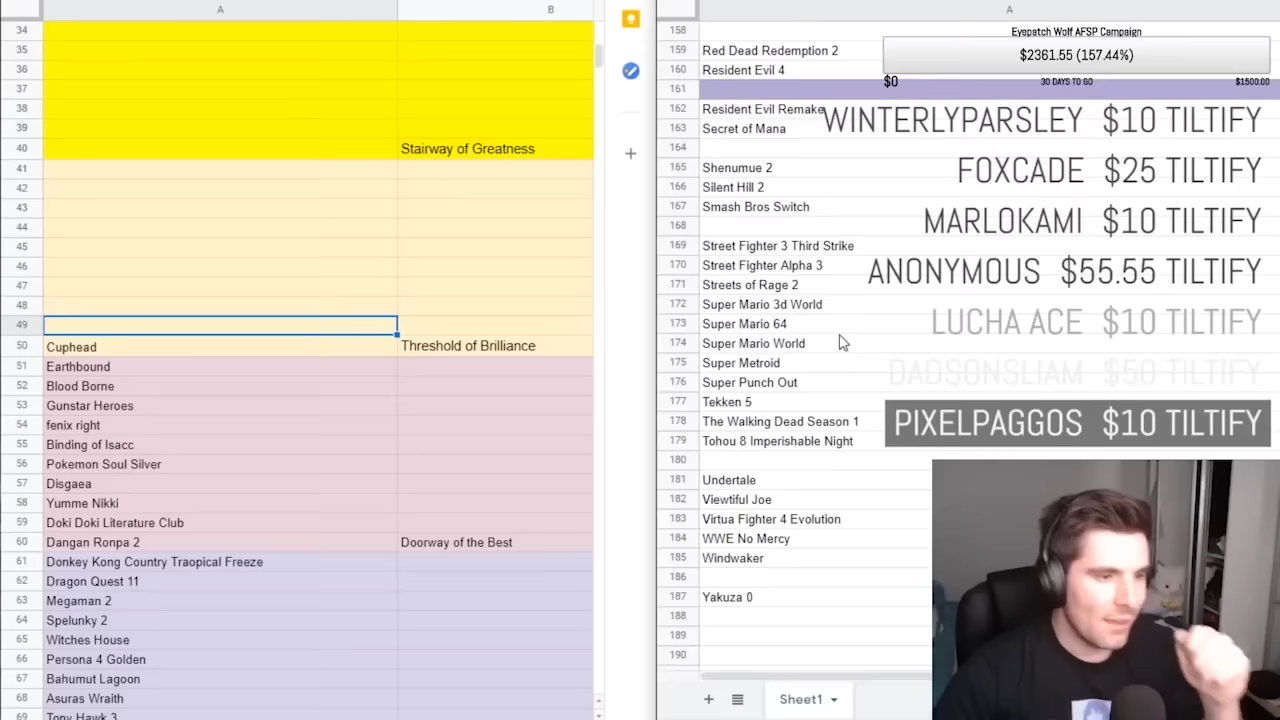 A B
34
35
36
37
38
39
40 Stairway of Greatness
41
42
43
44
45
46
47
48
49
50 Cuphead Threshold of Brilliance
51 Earthbound
52 Blood Borne
53 Gunstar Heroes
54 fenix right
55 Binding of Isacc
56 Pokemon Soul Silver
57 Disgaea
58 Yumme Nikki
59 Doki Doki Literature Club
60 Dangan Ronpa 2 Doorway of the Best
61 Donkey Kong Country Traopical Freeze
62 Dragon Quest 11
63 Megaman 2
64 Spelunky 2
65 Witches House
66 Persona 4 Golden
67 Bahumut Lagoon
68 Asuras Wraith
69 Tony Hawk 3
A
158
159 Red Dead Redemption 2
160 Resident Evil 4
161
162 Resident Evil Remake
163 Secret of Mana
164
165 Shenumue 2
166 Silent Hill 2
167 Smash Bros Switch
168
169 Street Fighter 3 Third Strike
170 Street Fighter Alpha 3
171 Streets of Rage 2
172 Super Mario 3d World
173 Super Mario 64
174 Super Mario World
175 Super Metroid
176 Super Punch Out
177 Tekken 5
178 The Walking Dead Season 1
179 Tohou 8 Imperishable Night
180
181 Undertale
182 Viewtiful Joe
183 Virtua Fighter 4 Evolution
184 WWE No Mercy
185 Windwaker
186
187 Yakuza 0
188
189
190
Sheet1
Eyepatch Wolf AFSP Campaign
$2361.55 (157.44%)
$0 30 DAYS TO GO $1500.00
WINTERLYPARSLEY $10 TILTIFY
FOXCADE $25 TILTIFY
MARLOKAMI $10 TILTIFY
ANONYMOUS $55.55 TILTIFY
LUCHA ACE $10 TILTIFY
DADSONSLIAM $50 TILTIFY
PIXELPAGGOS $10 TILTIFY